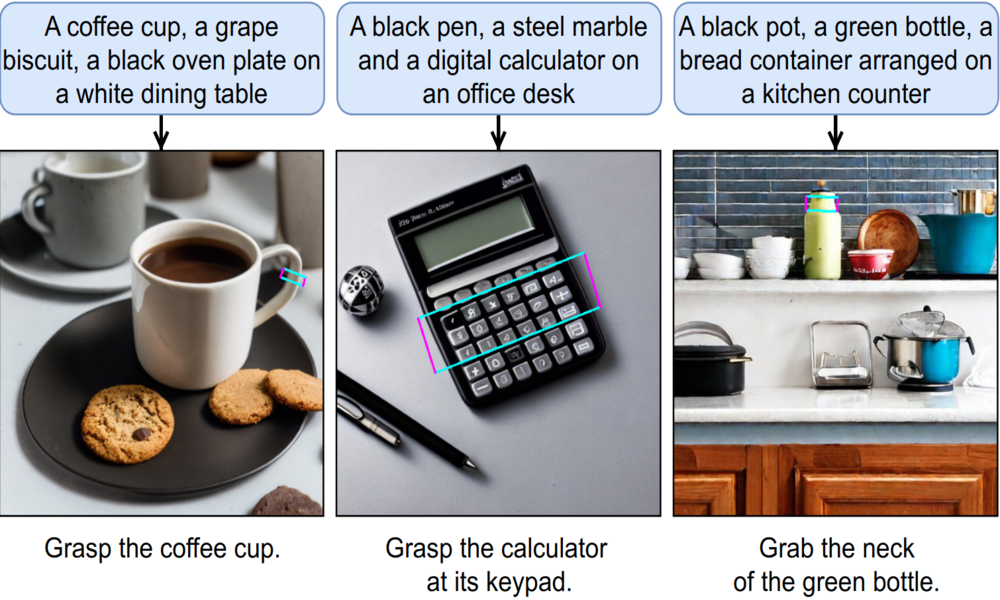 A coffee cup, a grape
biscuit, a black oven plate on
a white dining table
A black pen, a steel marble
and a digital calculator on
an office desk
A black pot, a green bottle, a
bread container arranged on
a kitchen counter
Grasp the coffee cup.
Grasp the calculator
at its keypad.
Grab the neck
of the green bottle.